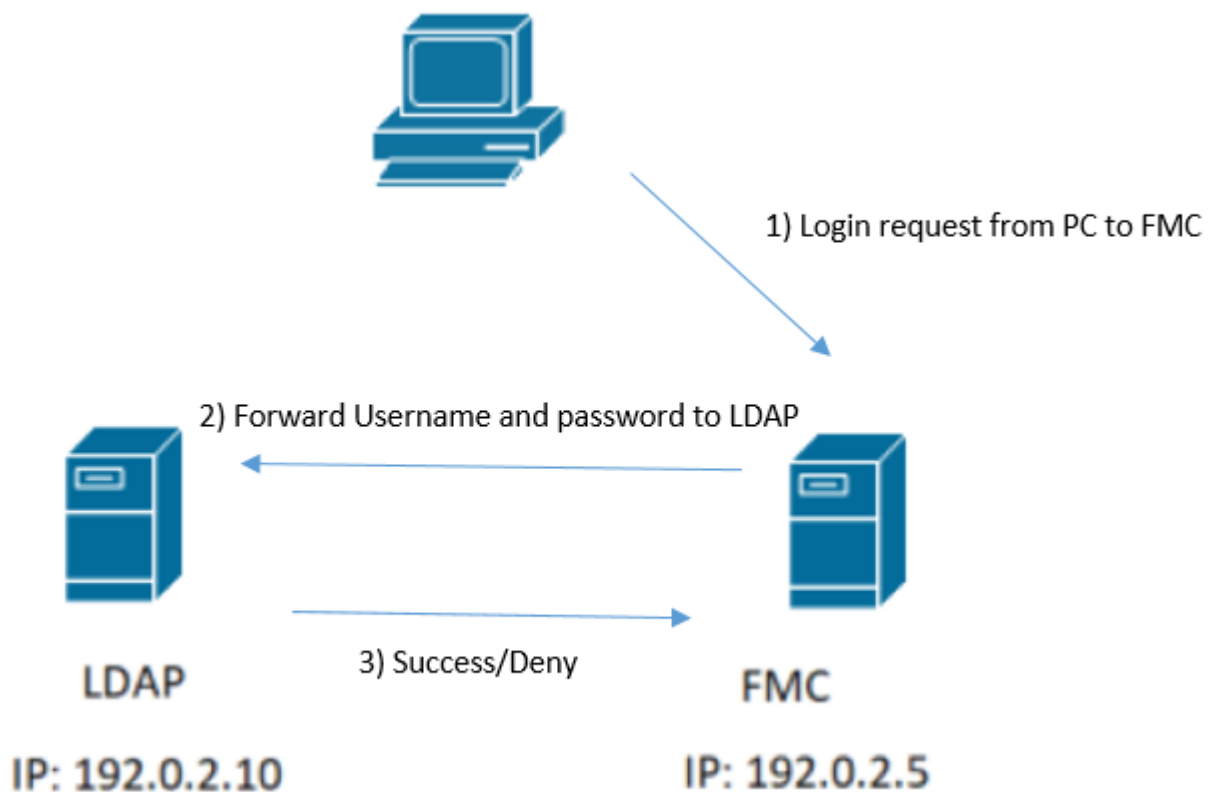 1) Login request from PC to FMC
2) Forward Username and password to LDAP
3) Success/Deny
LDAP
IP: 192.0.2.10
FMC
IP: 192.0.2.5